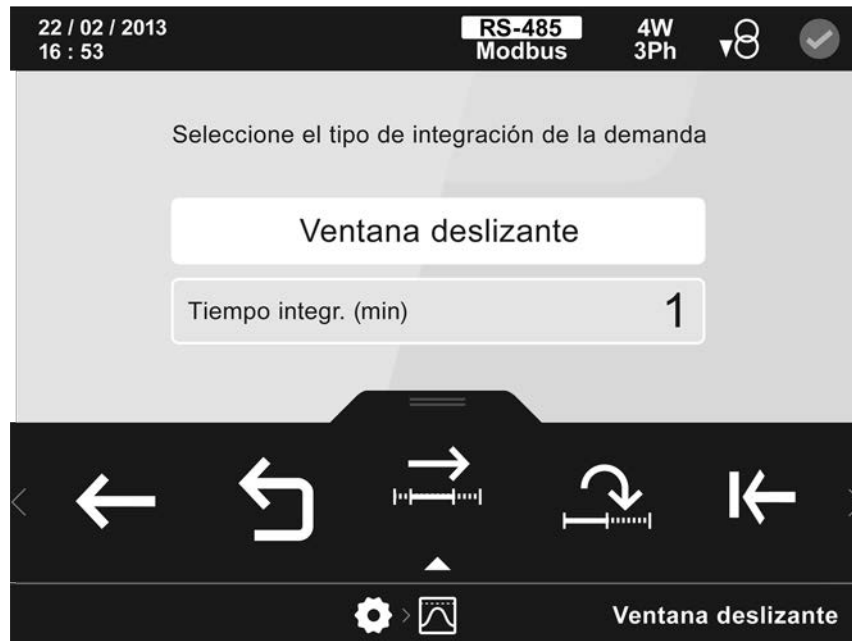 22 / 02 / 2013
16 : 53
RS-485
Modbus
4W
3Ph
Seleccione el tipo de integración de la demanda
Ventana deslizante
Tiempo integr. (min) 1
Ventana deslizante